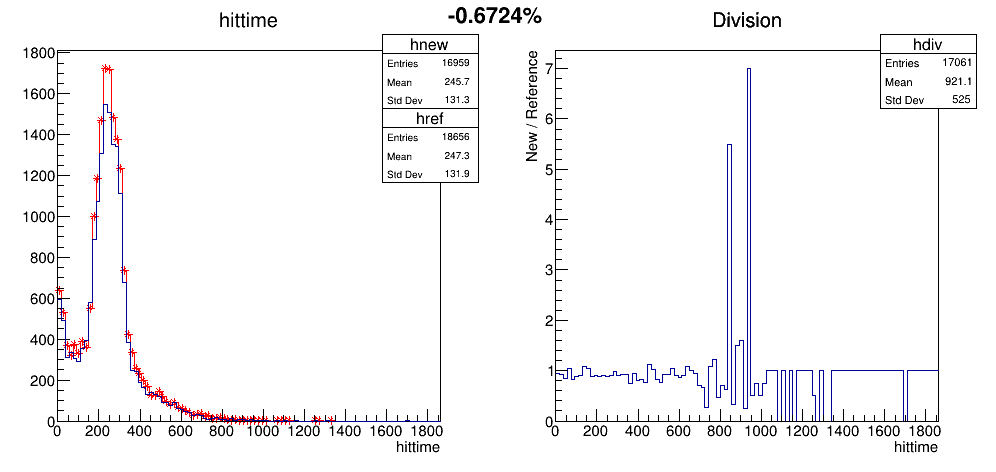 -0.6724%
hittime
hnew
Entries 16959
Mean 245.7
Std Dev 131.3
href
Entries 18656
Mean 247.3
Std Dev 131.9
1800
1600
1400
1200
1000
800
600
400
200
0
0 200 400 600 800 1000 1200 1400 1600 1800
hittime
Division
hdiv
Entries 17061
Mean 921.1
Std Dev 525
New / Reference
7
6
5
4
3
2
1
0
0 200 400 600 800 1000 1200 1400 1600 1800
hittime